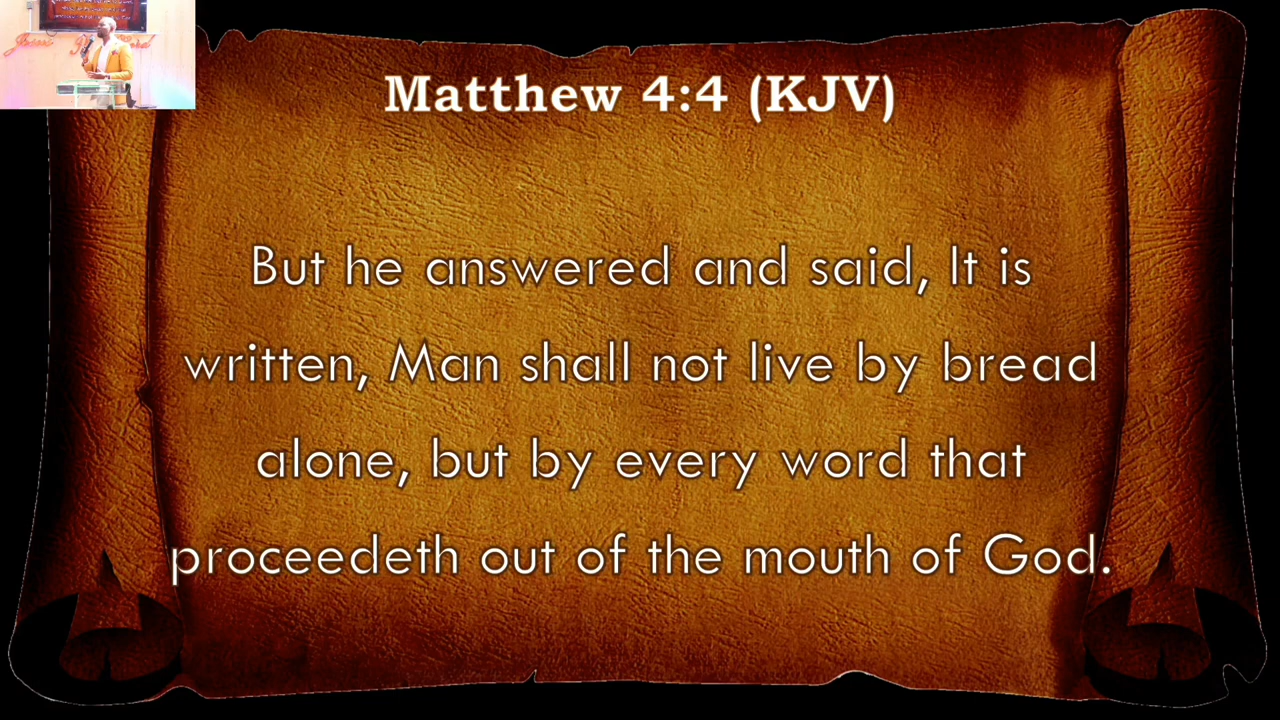 Matthew 4:4 (KJV)
But he answered and said, It is
written, Man shall not live by bread
alone, but by every word that
proceedeth out of the mouth of God.